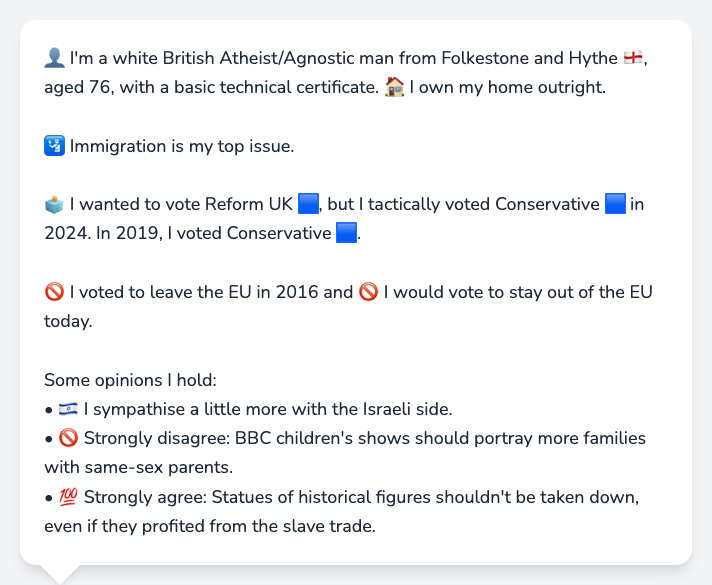 👤 I'm a white British Atheist/Agnostic man from Folkestone and Hythe 🏴󠁧󠁢󠁥󠁮󠁧󠁿,
aged 76, with a basic technical certificate. 🏠 I own my home outright.
🛂 Immigration is my top issue.
🗳️ I wanted to vote Reform UK 🟦, but I tactically voted Conservative 🟦 in
2024. In 2019, I voted Conservative 🟦.
🚫 I voted to leave the EU in 2016 and 🚫 I would vote to stay out of the EU
today.
Some opinions I hold:
• 🇮🇱 I sympathise a little more with the Israeli side.
• 🚫 Strongly disagree: BBC children's shows should portray more families
with same-sex parents.
• 💯 Strongly agree: Statues of historical figures shouldn't be taken down,
even if they profited from the slave trade.